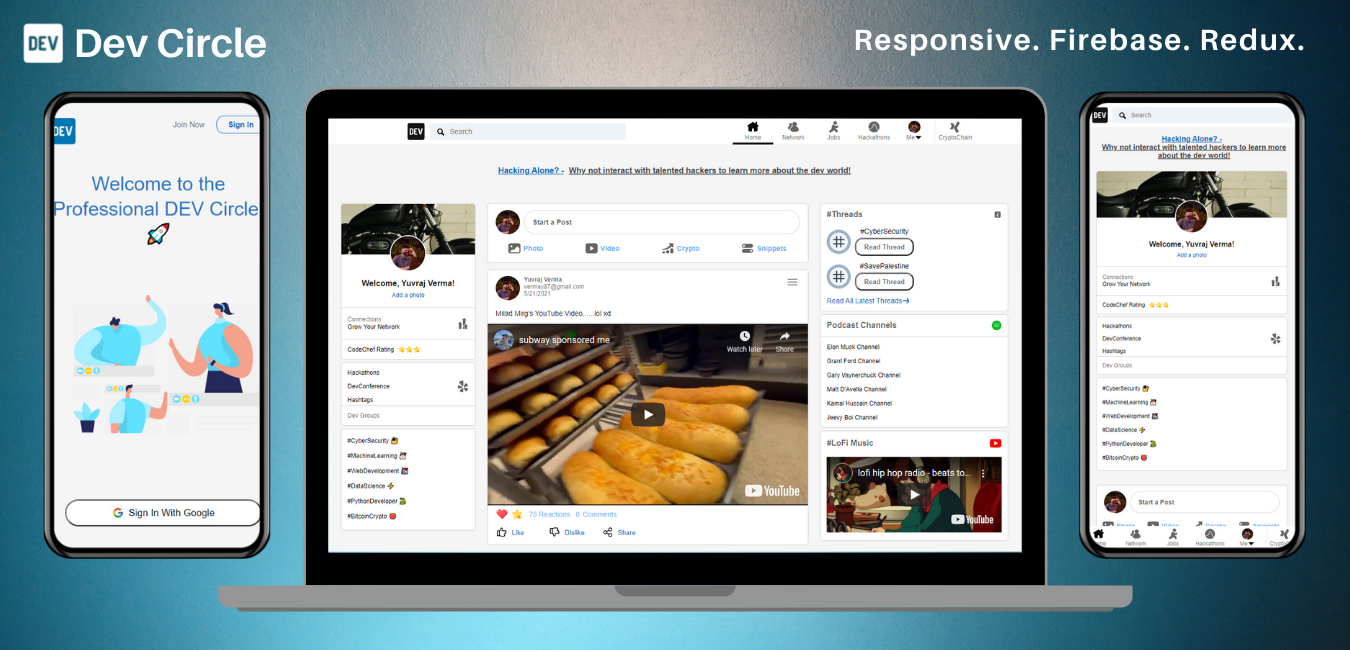 DEV Dev Circle
Responsive. Firebase. Redux.
DEV
Join Now
Sign In
Welcome to the
Professional DEV Circle
Sign In With Google
DEV
Search
Home
Network
Jobs
Hackathons
Me
CryptoChain
Hacking Alone? - Why not interact with talented hackers to learn more about the dev world!
Welcome, Yuvraj Verma!
Add a photo
Connections
Grow Your Network
CodeChef Rating
Hackathons
DevConference
Hashtags
Dev Groups
#CyberSecurity
#MachineLearning
#WebDevelopment
#DataScience
#PythonDeveloper
#BitcoinCrypto
Start a Post
Photo
Video
Crypto
Snippets
Yuvraj Verma
vermay87@gmail.com
5/21/2021
Milad Mirg's YouTube Video.....lol xd
subway sponsored me
Watch later
Share
YouTube
75 Reactions 0 Comments
Like
Dislike
Share
#Threads
#CyberSecurity
Read Thread
#SavePalestine
Read Thread
Read All Latest Threads
Podcast Channels
Elon Musk Channel
Grant Ford Channel
Gary Vaynerchuck Channel
Matt D'Avella Channel
Kamal Hussain Channel
Jeevy Boi Channel
#LoFi Music
lofi hip hop radio - beats to...
YouTube
DEV
Search
Hacking Alone? -
Why not interact with talented hackers to learn more
about the dev world!
Welcome, Yuvraj Verma!
Add a photo
Connections
Grow Your Network
CodeChef Rating
Hackathons
DevConference
Hashtags
Dev Groups
#CyberSecurity
#MachineLearning
#WebDevelopment
#DataScience
#PythonDeveloper
#BitcoinCrypto
Start a Post
Network
Jobs
Hackathons
Me